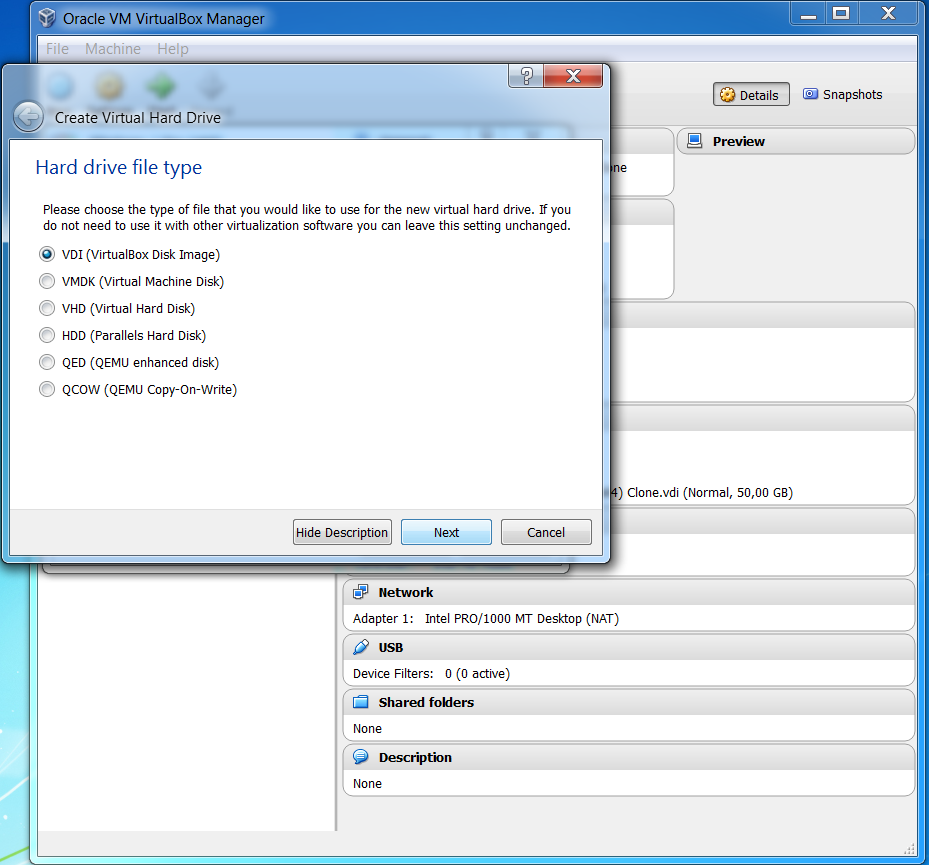 Oracle VM VirtualBox Manager
File Machine Help
Details
Snapshots
Create Virtual Hard Drive
Preview
Hard drive file type
one
Please choose the type of file that you would like to use for the new virtual hard drive. If you
do not need to use it with other virtualization software you can leave this setting unchanged.
VDI (VirtualBox Disk Image)
VMDK (Virtual Machine Disk)
VHD (Virtual Hard Disk)
HDD (Parallels Hard Disk)
QED (QEMU enhanced disk)
QCOW (QEMU Copy-On-Write)
4) Clone.vdi (Normal, 50,00 GB)
Hide Description
Next
Cancel
Network
Adapter 1: Intel PRO/1000 MT Desktop (NAT)
USB
Device Filters: 0 (0 active)
Shared folders
None
Description
None